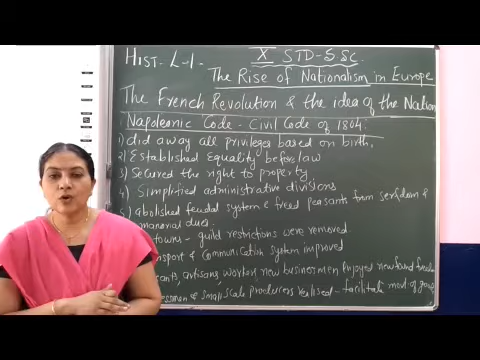 HIST - L-1 - X STD - SSC.
The Rise of Nationalism in Europe
The French Revolution & the idea of the Nation
Napoleonic Code - Civil Code of 1804.
1) did away all privileges based on birth.
2) Established Equality before law
3) Secured the right to property
4) Simplified administrative divisions
5) abolished feudal system & freed peasants from serfdom &
manorial dues.
towns - guild restrictions were removed
Communication system improved
artisans, workers new businessmen enjoyed new found
& small scale producers realised - facilitate